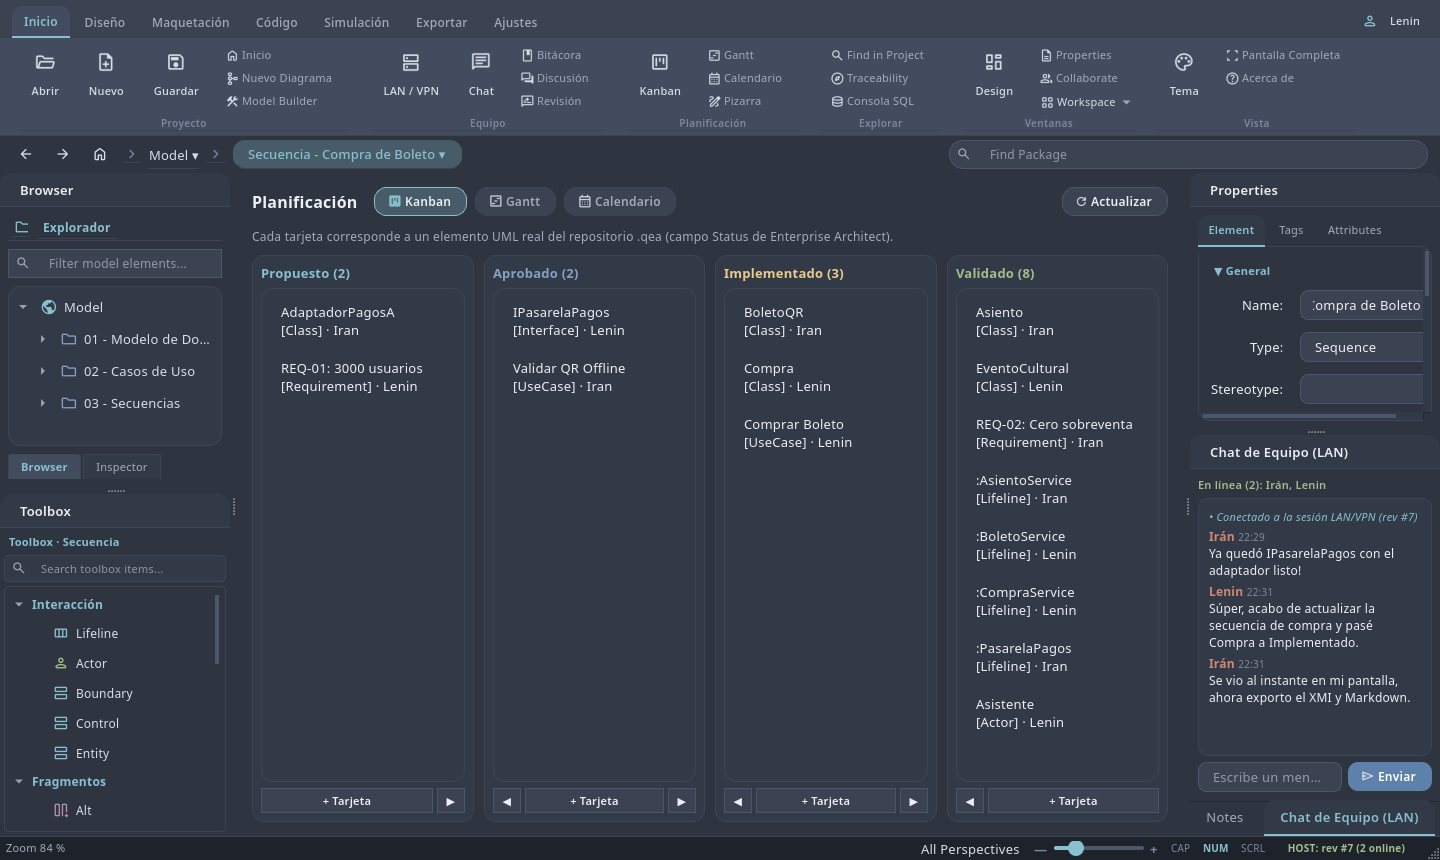 Inicio
Diseño
Maquetación
Código
Simulación
Exportar
Ajustes
Lenin
Abrir
Nuevo
Guardar
Inicio
Nuevo Diagrama
Model Builder
Proyecto
LAN / VPN
Chat
Bitácora
Discusión
Revisión
Equipo
Kanban
Gantt
Calendario
Pizarra
Planificación
Find in Project
Traceability
Consola SQL
Explorar
Design
Properties
Collaborate
Workspace
Ventanas
Tema
Pantalla Completa
Acerca de
Vista
Model ▾
Secuencia - Compra de Boleto ▾
Find Package
Browser
Explorador
Filter model elements...
Model
01 - Modelo de Do...
02 - Casos de Uso
03 - Secuencias
Browser
Inspector
Toolbox
Toolbox · Secuencia
Search toolbox items...
Interacción
Lifeline
Actor
Boundary
Control
Entity
Fragmentos
Alt
Planificación
Kanban
Gantt
Calendario
Actualizar
Cada tarjeta corresponde a un elemento UML real del repositorio .qea (campo Status de Enterprise Architect).
Propuesto (2)
AdaptadorPagosA
[Class] · Iran
REQ-01: 3000 usuarios
[Requirement] · Lenin
+ Tarjeta
▶
Aprobado (2)
IPasarelaPagos
[Interface] · Lenin
Validar QR Offline
[UseCase] · Iran
◀
+ Tarjeta
▶
Implementado (3)
BoletoQR
[Class] · Iran
Compra
[Class] · Lenin
Comprar Boleto
[UseCase] · Lenin
◀
+ Tarjeta
▶
Validado (8)
Asiento
[Class] · Iran
EventoCultural
[Class] · Lenin
REQ-02: Cero sobreventa
[Requirement] · Iran
:AsientoService
[Lifeline] · Iran
:BoletoService
[Lifeline] · Lenin
:CompraService
[Lifeline] · Lenin
:PasarelaPagos
[Lifeline] · Iran
Asistente
[Actor] · Lenin
◀
+ Tarjeta
Properties
Element
Tags
Attributes
▼ General
Name:
ompra de Boleto
Type:
Sequence
Stereotype:
Chat de Equipo (LAN)
En línea (2): Irán, Lenin
• Conectado a la sesión LAN/VPN (rev #7)
Irán 22:29
Ya quedó IPasarelaPagos con el
adaptador listo!
Lenin 22:31
Súper, acabo de actualizar la
secuencia de compra y pasé
Compra a Implementado.
Irán 22:31
Se vio al instante en mi pantalla,
ahora exporto el XMI y Markdown.
Escribe un men...
Enviar
Notes
Chat de Equipo (LAN)
Zoom 84 %
All Perspectives
— +
CAP
NUM
SCRL
HOST: rev #7 (2 online)